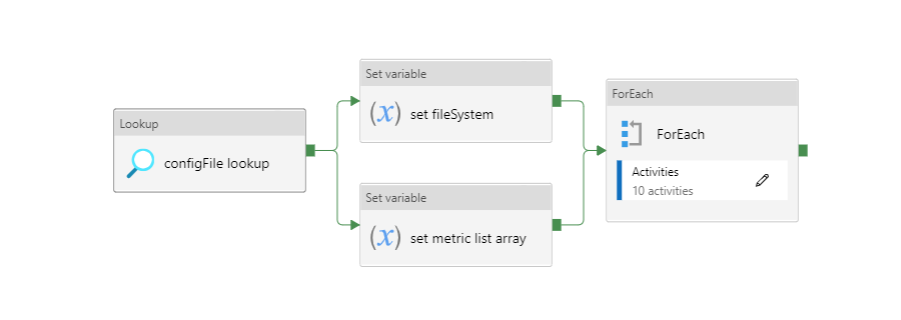 Lookup
configFile lookup
Set variable
(x) set fileSystem
Set variable
(x) set metric list array
ForEach
ForEach
Activities
10 activities